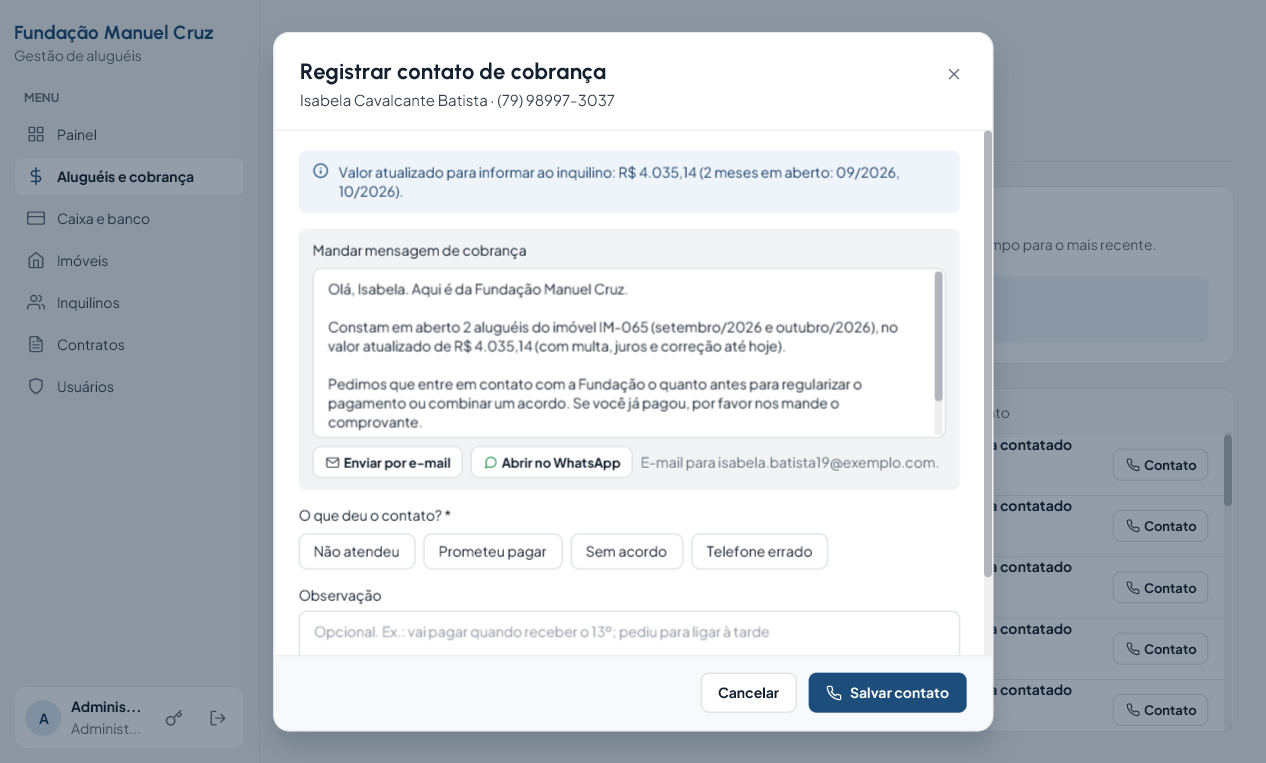 Fundação Manuel Cruz
Gestão de aluguéis
MENU
Painel
Aluguéis e cobrança
Caixa e banco
Imóveis
Inquilinos
Contratos
Usuários
A
Adminis...
Administ...
Registrar contato de cobrança
Isabela Cavalcante Batista · (79) 98997-3037
Valor atualizado para informar ao inquilino: R$ 4.035,14 (2 meses em aberto: 09/2026,
10/2026).
Mandar mensagem de cobrança
Olá, Isabela. Aqui é da Fundação Manuel Cruz.
Constam em aberto 2 aluguéis do imóvel IM-065 (setembro/2026 e outubro/2026), no
valor atualizado de R$ 4.035,14 (com multa, juros e correção até hoje).
Pedimos que entre em contato com a Fundação o quanto antes para regularizar o
pagamento ou combinar um acordo. Se você já pagou, por favor nos mande o
comprovante.
Enviar por e-mail
Abrir no WhatsApp
E-mail para isabela.batista19@exemplo.com.
O que deu o contato? *
Não atendeu
Prometeu pagar
Sem acordo
Telefone errado
Observação
Opcional. Ex.: vai pagar quando receber o 13º; pediu para ligar à tarde
Cancelar
Salvar contato
para o mais recente.
contatado
Contato
contatado
Contato
contatado
Contato
contatado
Contato
contatado
Contato